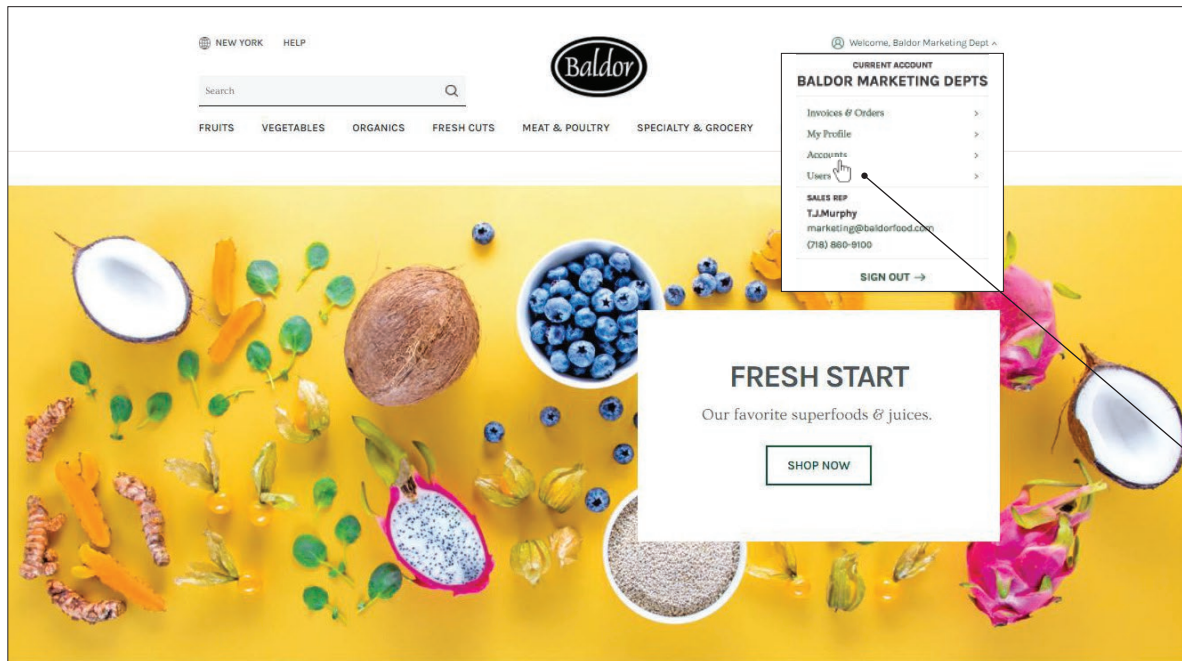 NEW YORK HELP
Baldor
Welcome, Baldor Marketing Dept
Search
FRUITS VEGETABLES ORGANICS FRESH CUTS MEAT & POULTRY SPECIALTY & GROCERY
CURRENT ACCOUNT
BALDOR MARKETING DEPTS
Invoices & Orders
My Profile
Accounts
Users
SALES REP
T.J.Murphy
marketing@baldorfood.com
(718) 860-9100
SIGN OUT →
FRESH START
Our favorite superfoods & juices.
SHOP NOW